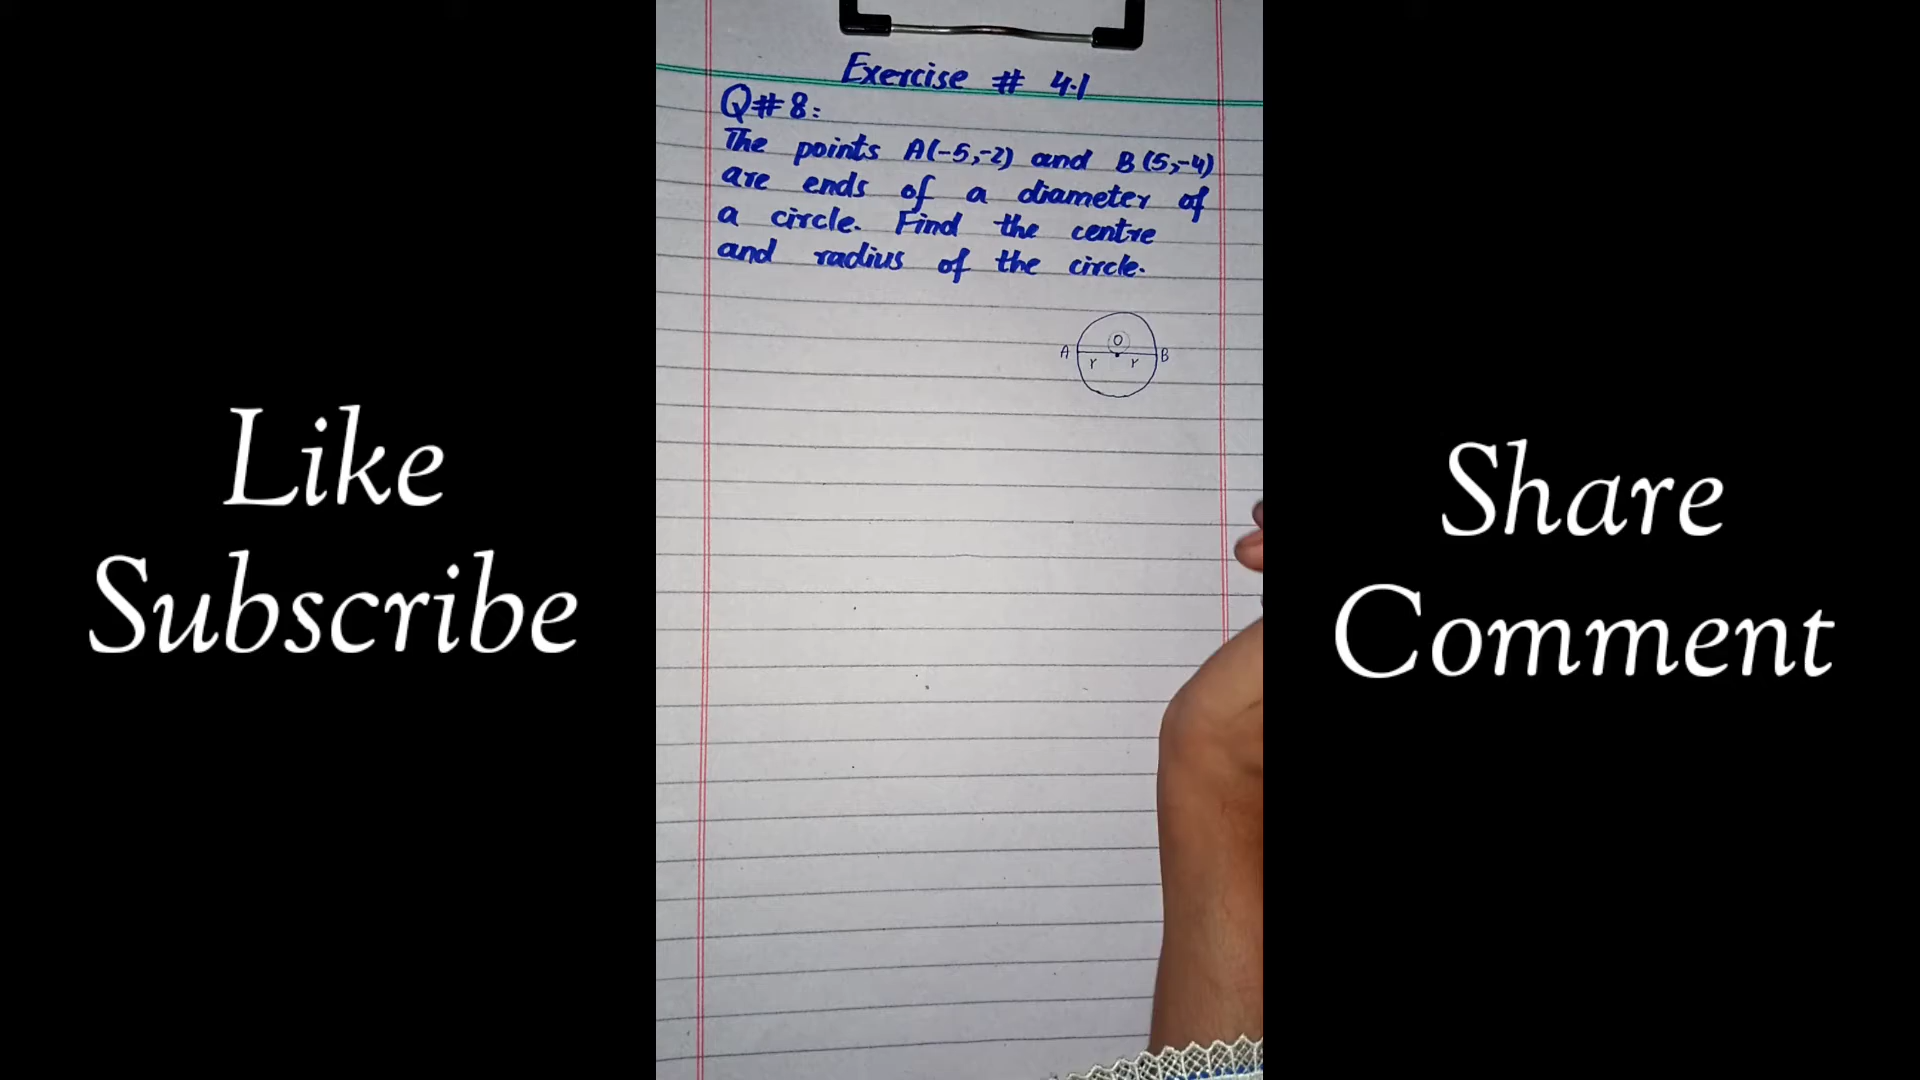 Like
Subscribe
Exercise # 4.1
Q#8:
The points A(-5,-2) and B(5,-4)
are ends of a diameter of
a circle. Find the centre
and radius of the circle.
O
A
r
r
B
Share
Comment